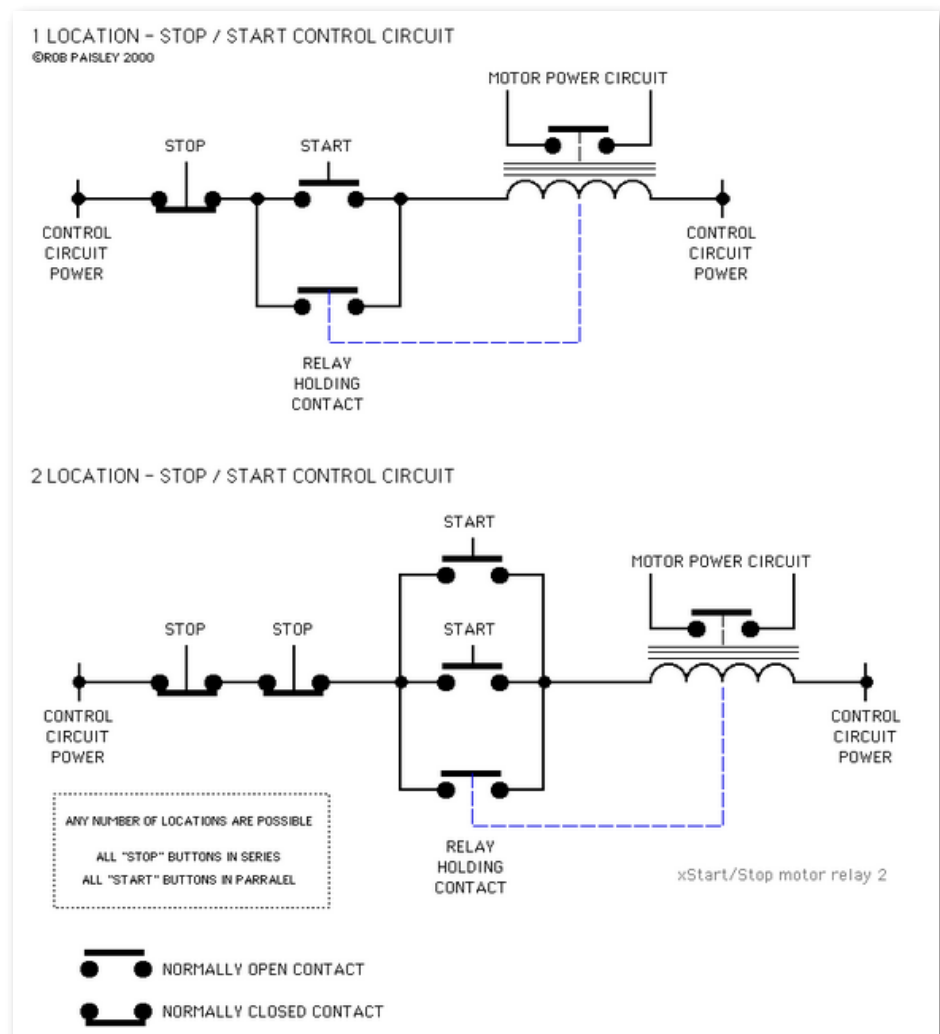 1 LOCATION - STOP / START CONTROL CIRCUIT
©ROB PAISLEY 2000
MOTOR POWER CIRCUIT
STOP
START
CONTROL
CIRCUIT
POWER
CONTROL
CIRCUIT
POWER
RELAY
HOLDING
CONTACT
2 LOCATION - STOP / START CONTROL CIRCUIT
START
MOTOR POWER CIRCUIT
STOP
STOP
START
CONTROL
CIRCUIT
POWER
CONTROL
CIRCUIT
POWER
ANY NUMBER OF LOCATIONS ARE POSSIBLE
ALL "STOP" BUTTONS IN SERIES
ALL "START" BUTTONS IN PARRALEL
RELAY
HOLDING
CONTACT
xStart/Stop motor relay 2
NORMALLY OPEN CONTACT
NORMALLY CLOSED CONTACT